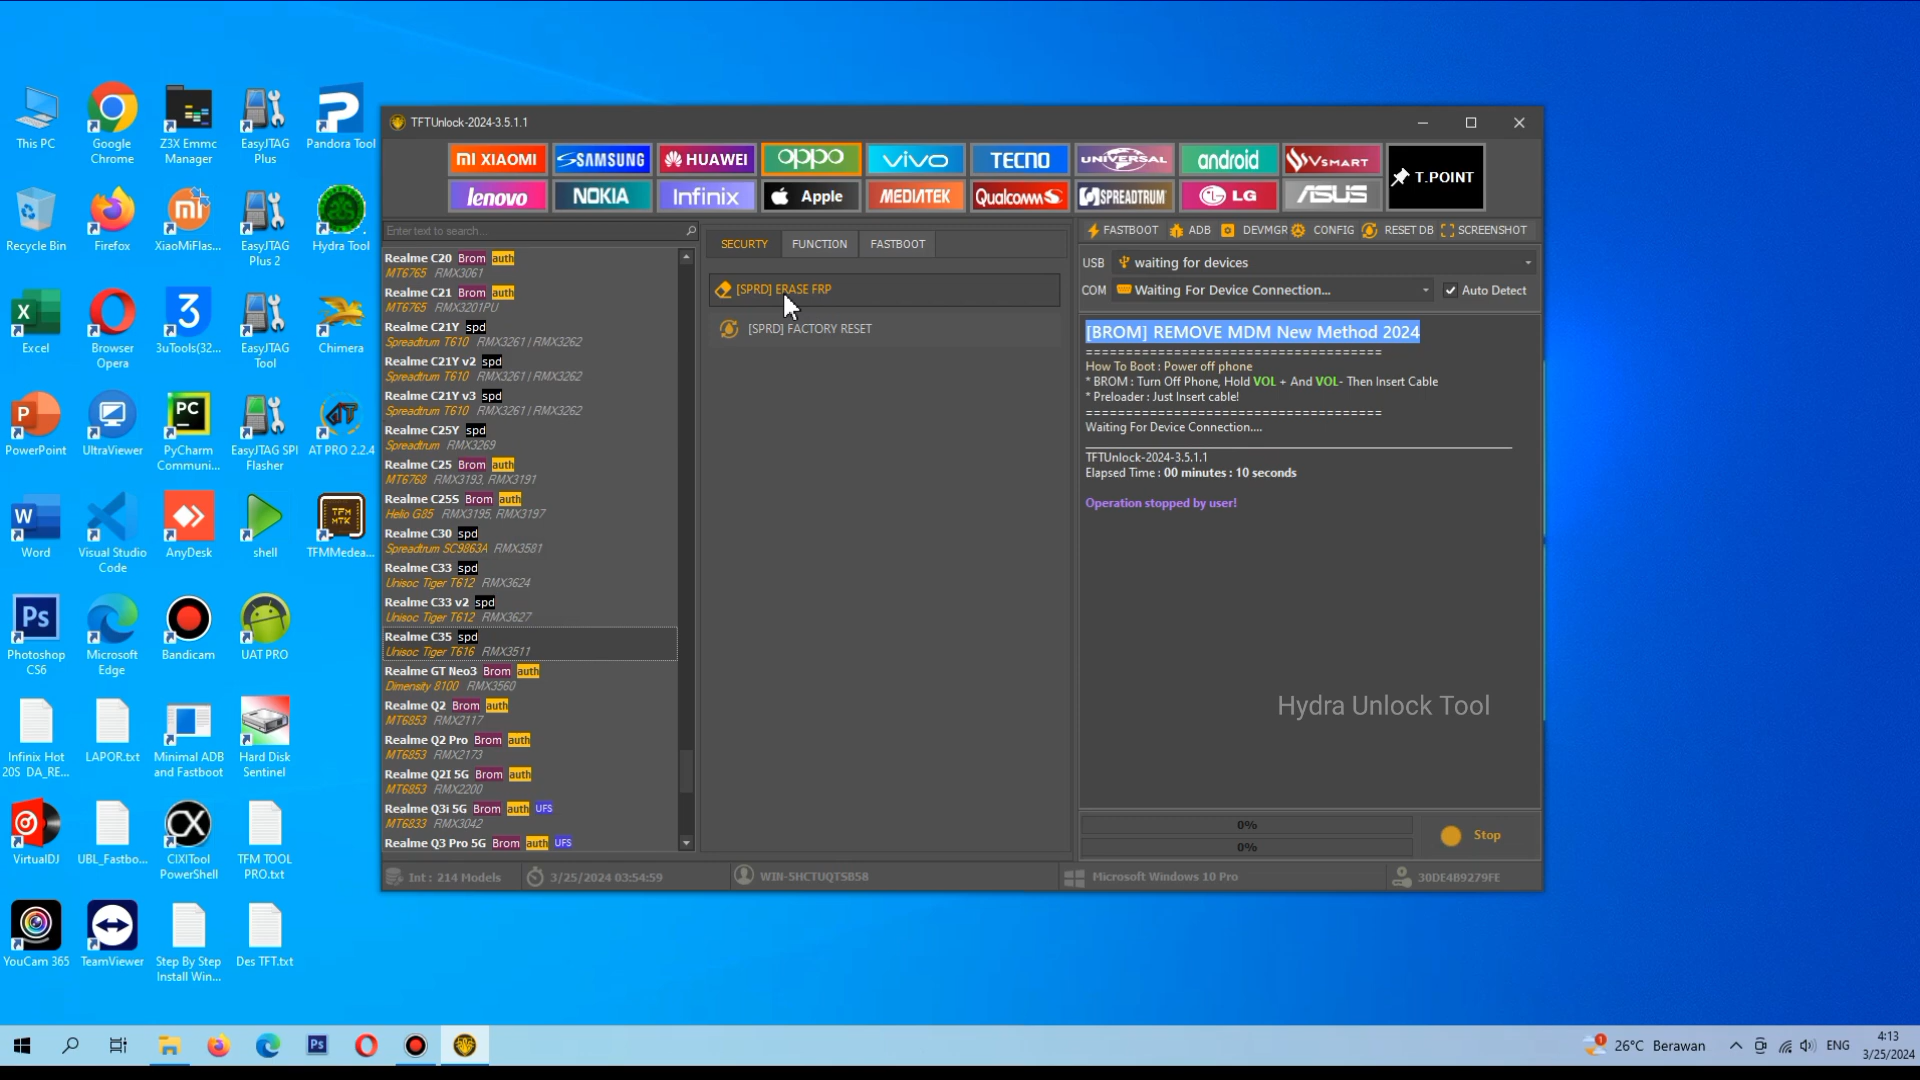 This PC
Google
Chrome
Z3X Emmc
Manager
EasyJTAG
Plus
Pandora Tool
Recycle Bin
Firefox
XiaoMiFlas...
EasyJTAG
Plus 2
Hydra Tool
Excel
Browser
Opera
3uTools(32...
EasyJTAG
Tool
Chimera
PowerPoint
UltraViewer
PyCharm
Communi...
EasyJTAG SPI
Flasher
AT PRO 2.2.4
Word
Visual Studio
Code
AnyDesk
shell
TFMMedea...
Photoshop
CS6
Microsoft
Edge
Bandicam
UAT PRO
Infinix Hot
20S DA_RE...
LAPOR.txt
Minimal ADB
and Fastboot
Hard Disk
Sentinel
VirtualDJ
UBL_Fastbo...
CIXITool
PowerShell
TFM TOOL
PRO.txt
YouCam 365
TeamViewer
Step By Step
Install Win...
Des TFT.txt
TFTUnlock-2024-3.5.1.1
MI XIAOMI
SAMSUNG
HUAWEI
oppo
vivo
TECNO
UNIVERSAL
android
VSMART
T.POINT
lenovo
NOKIA
Infinix
Apple
MEDIATEK
Qualcomm
SPREADTRUM
LG
ASUS
Enter text to search...
Realme C20 Brom auth
MT6765 RMX3061
Realme C21 Brom auth
MT6765 RMX3201PU
Realme C21Y spd
Spreadtrum T610 RMX3261 | RMX3262
Realme C21Y v2 spd
Spreadtrum T610 RMX3261 | RMX3262
Realme C21Y v3 spd
Spreadtrum T610 RMX3261 | RMX3262
Realme C25Y spd
Spreadtrum RMX3269
Realme C25 Brom auth
MT6768 RMX3193, RMX3191
Realme C25S Brom auth
Helio G85 RMX3195, RMX3197
Realme C30 spd
Spreadtrum SC9863A RMX3581
Realme C33 spd
Unisoc Tiger T612 RMX3624
Realme C33 v2 spd
Unisoc Tiger T612 RMX3627
Realme C35 spd
Unisoc Tiger T616 RMX3511
Realme GT Neo3 Brom auth
Dimensity 8100 RMX3560
Realme Q2 Brom auth
MT6853 RMX2117
Realme Q2 Pro Brom auth
MT6853 RMX2173
Realme Q2I 5G Brom auth
MT6853 RMX2200
Realme Q3i 5G Brom auth UFS
MT6833 RMX3042
Realme Q3 Pro 5G Brom auth UFS
SECURTY FUNCTION FASTBOOT
[SPRD] ERASE FRP
[SPRD] FACTORY RESET
FASTBOOT ADB DEVMGR CONFIG RESET DB SCREENSHOT
USB waiting for devices
COM Waiting For Device Connection... Auto Detect
[BROM] REMOVE MDM New Method 2024
=====================================
How To Boot : Power off phone
* BROM : Turn Off Phone, Hold VOL + And VOL- Then Insert Cable
* Preloader : Just Insert cable!
=====================================
Waiting For Device Connection....
TFTUnlock-2024-3.5.1.1
Elapsed Time : 00 minutes : 10 seconds
Operation stopped by user!
Hydra Unlock Tool
0%
0%
Stop
Int : 214 Models
3/25/2024 03:54:59
WIN-5HCTUQTSB58
Microsoft Windows 10 Pro
30DE4B9279FE
26°C Berawan
ENG
4:13
3/25/2024